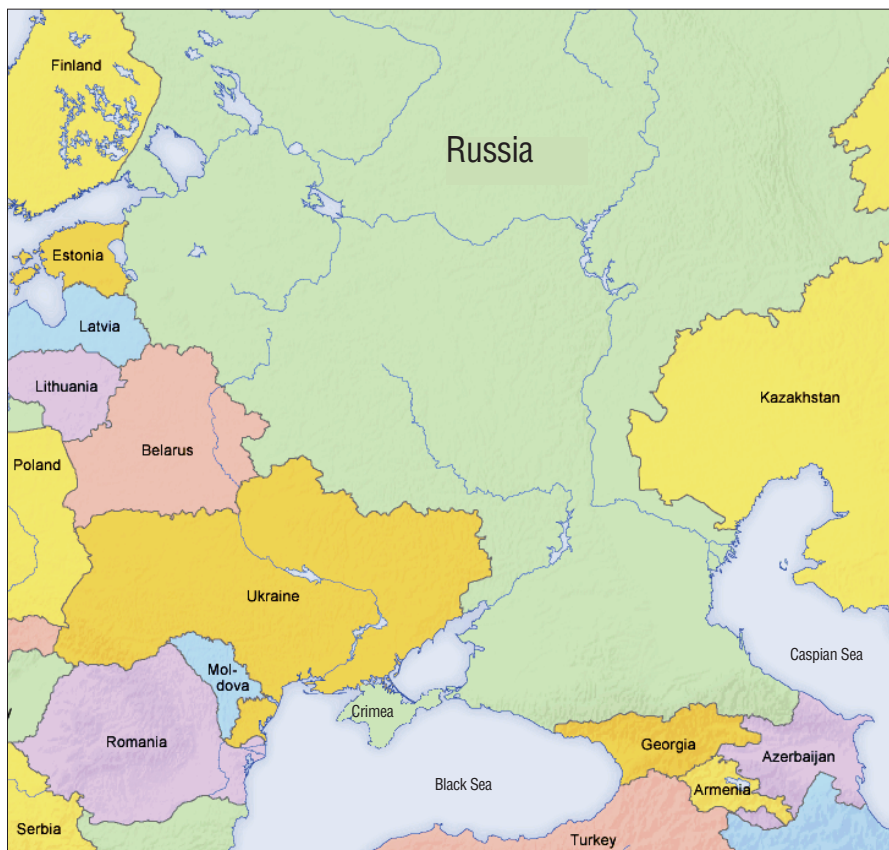 Finland
Russia
Estonia
Latvia
Lithuania
Kazakhstan
Belarus
Poland
Ukraine
Caspian Sea
Mol-
dova
Crimea
y
Romania
Georgia
Azerbaijan
Black Sea
Armenia
Serbia
Turkey